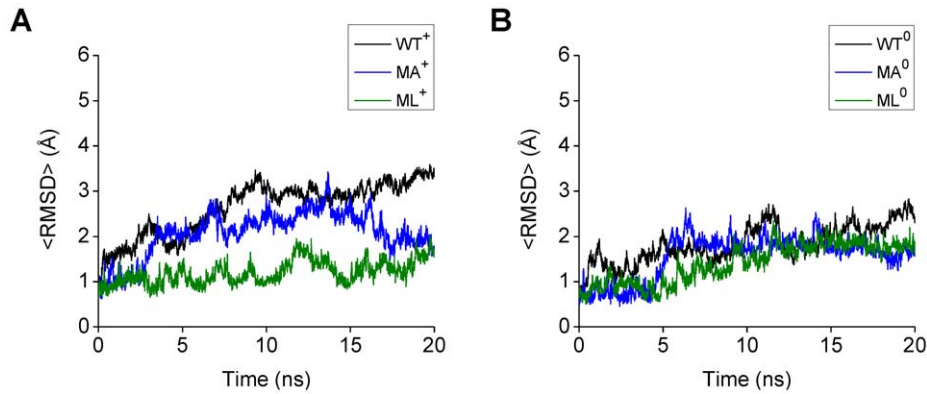 A
WT+
MA+
ML+
6
5
4
3
2
1
0
<RMSD> (Å)
0 5 10 15 20
Time (ns)
B
WT0
MA0
ML0
6
5
4
3
2
1
0
<RMSD> (Å)
0 5 10 15 20
Time (ns)